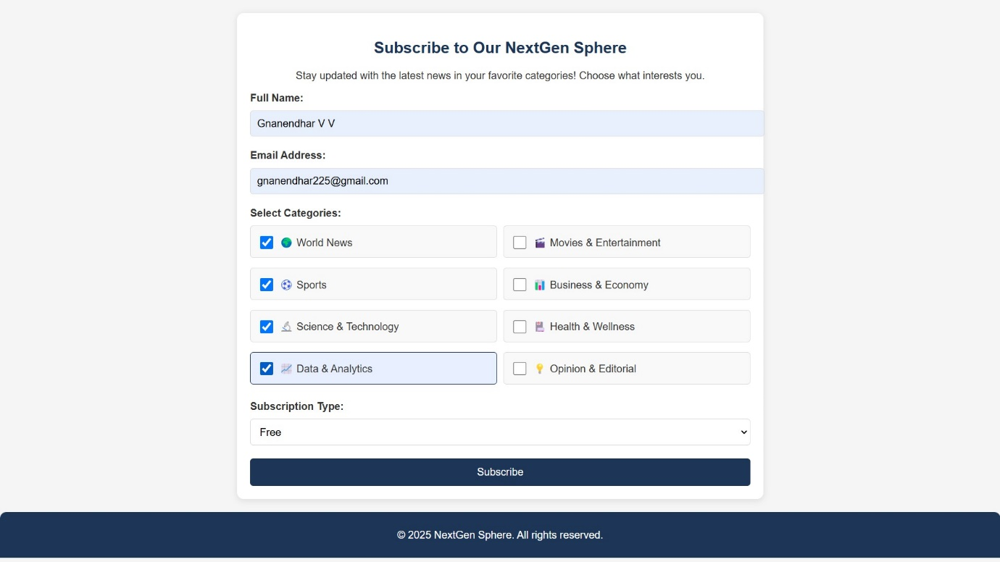 Subscribe to Our NextGen Sphere
Stay updated with the latest news in your favorite categories! Choose what interests you.
Full Name:
Gnanendhar V V
Email Address:
gnanendhar225@gmail.com
Select Categories:
World News
Movies & Entertainment
Sports
Business & Economy
Science & Technology
Health & Wellness
Data & Analytics
Opinion & Editorial
Subscription Type:
Free
Subscribe
© 2025 NextGen Sphere. All rights reserved.